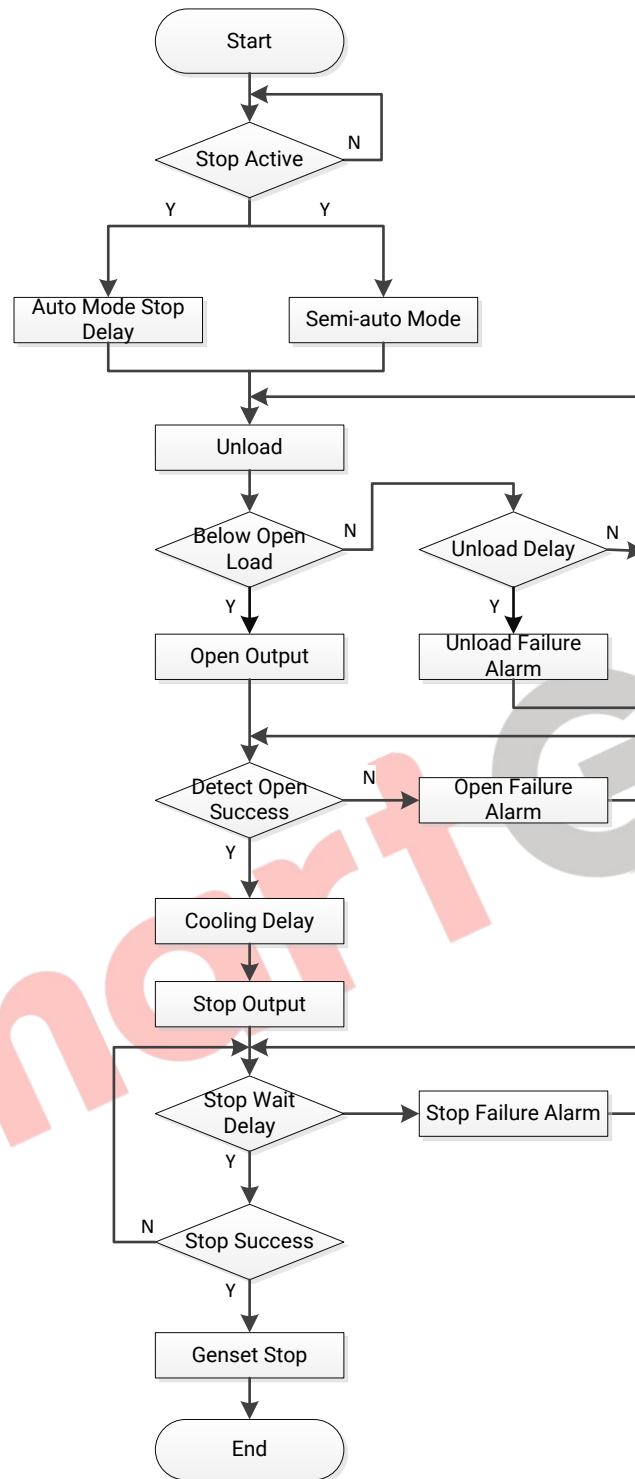 Start
N
Stop Active
Y
Y
Auto Mode Stop
Delay
Semi-auto Mode
Unload
Below Open
Load
N
Unload Delay
N
Y
Y
Open Output
Unload Failure
Alarm
Detect Open
Success
N
Open Failure
Alarm
Y
Cooling Delay
Stop Output
Stop Wait
Delay
Stop Failure Alarm
Y
N
Stop Success
Y
Genset Stop
End